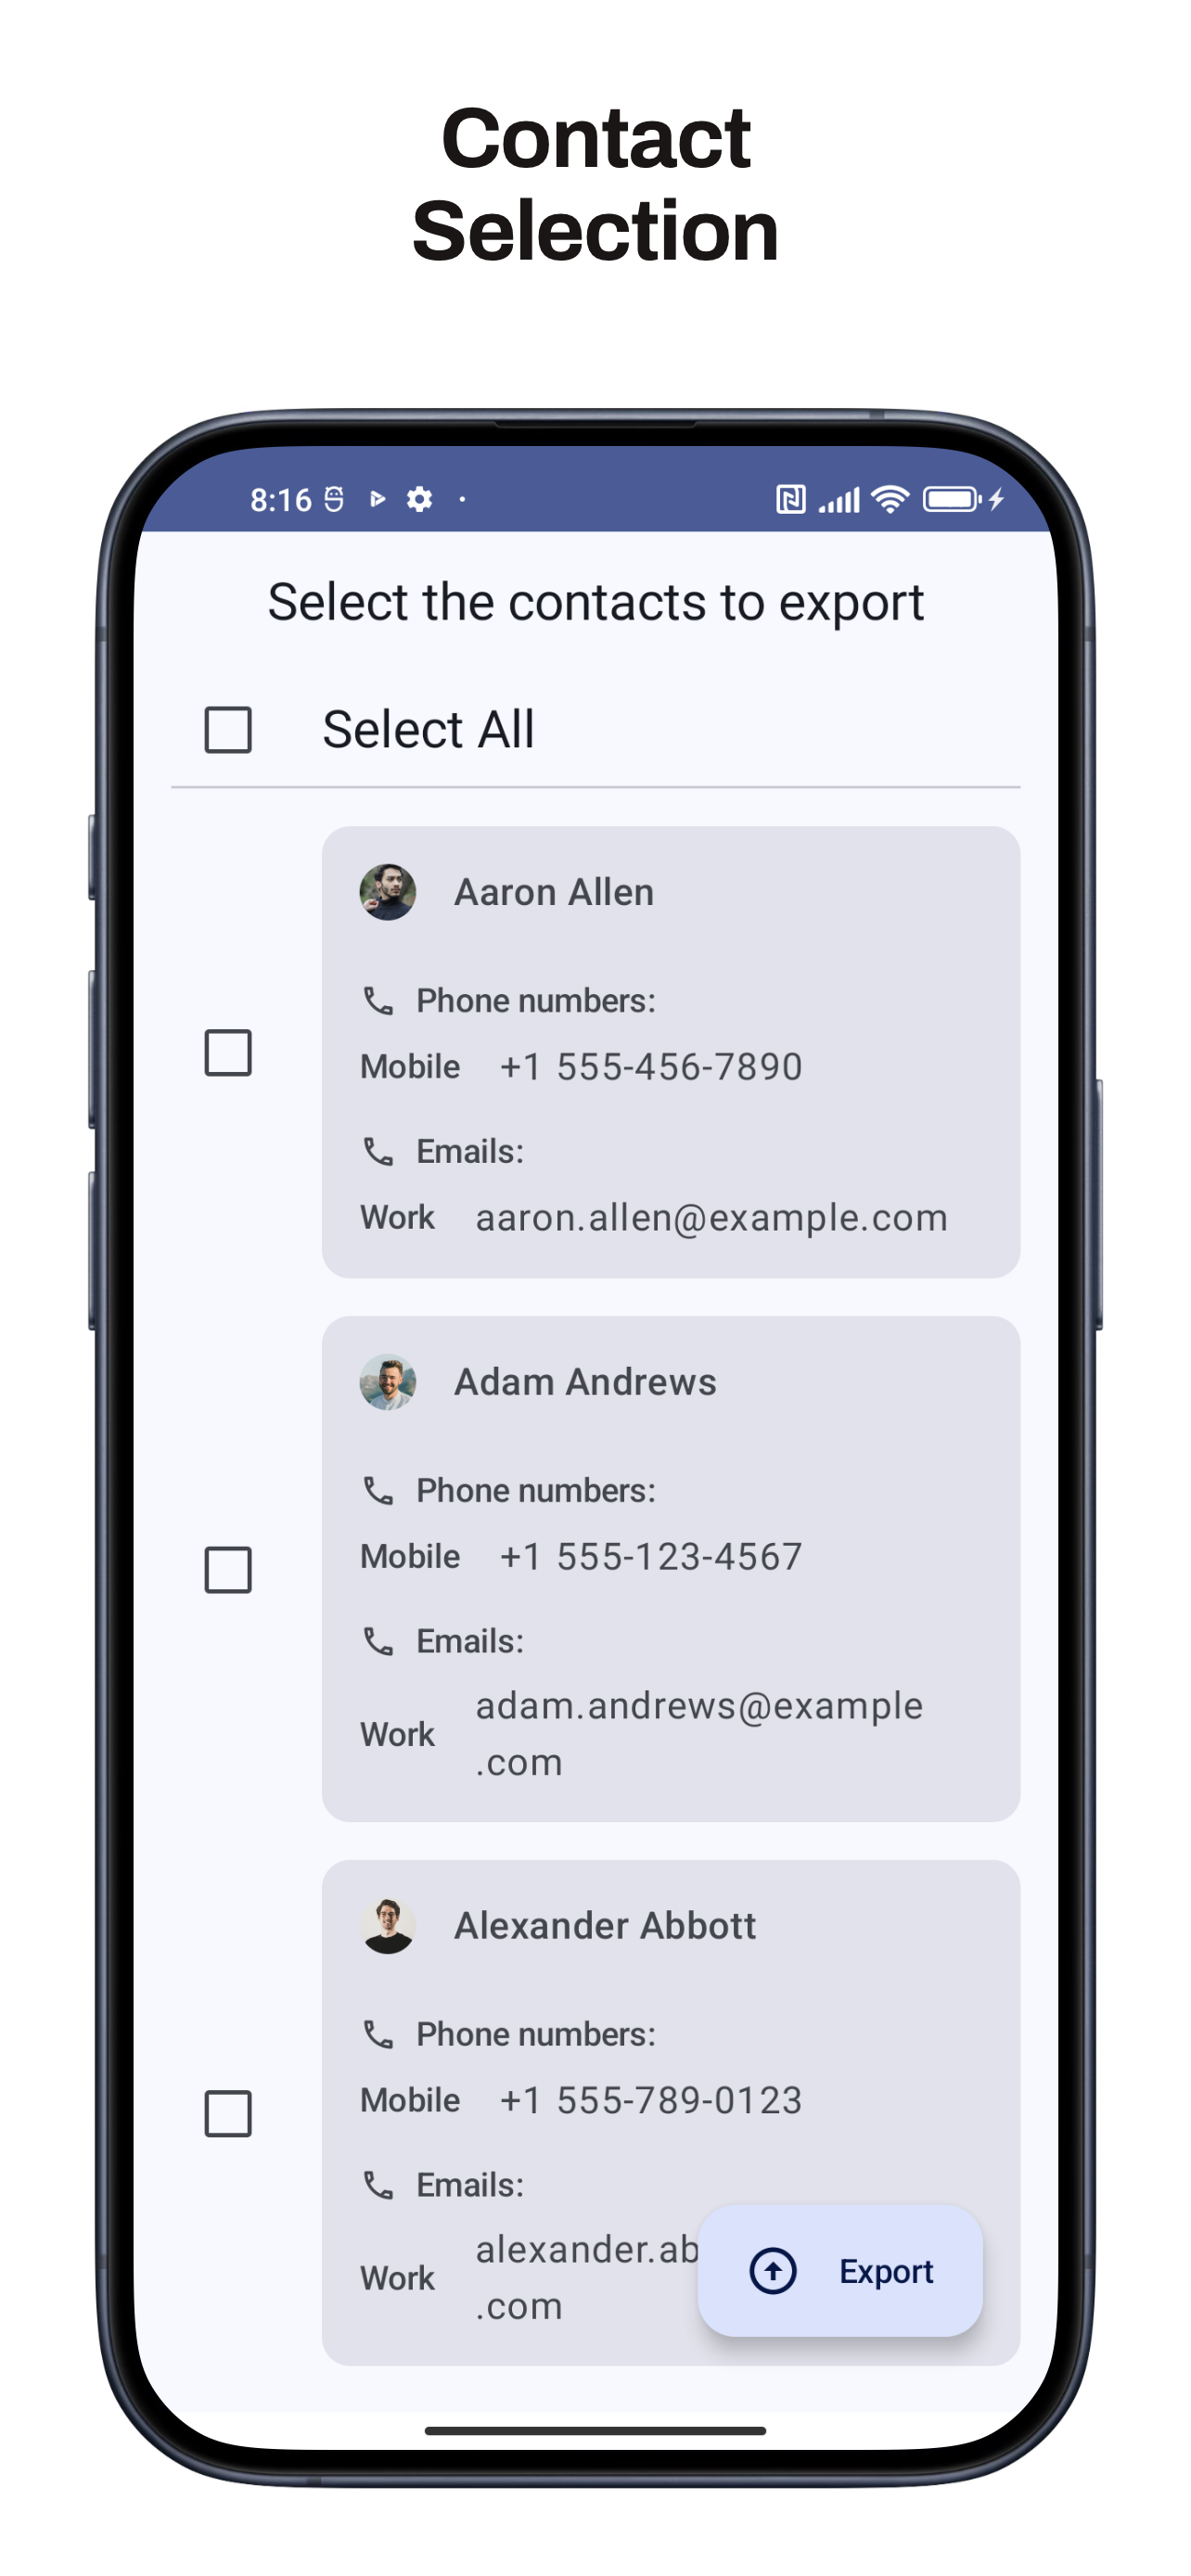 Contact
Selection
8:16
Select the contacts to export
Select All
Aaron Allen
Phone numbers:
Mobile +1 555-456-7890
Emails:
Work aaron.allen@example.com
Adam Andrews
Phone numbers:
Mobile +1 555-123-4567
Emails:
Work adam.andrews@example
.com
Alexander Abbott
Phone numbers:
Mobile +1 555-789-0123
Emails:
Work alexander.ab
.com
Export